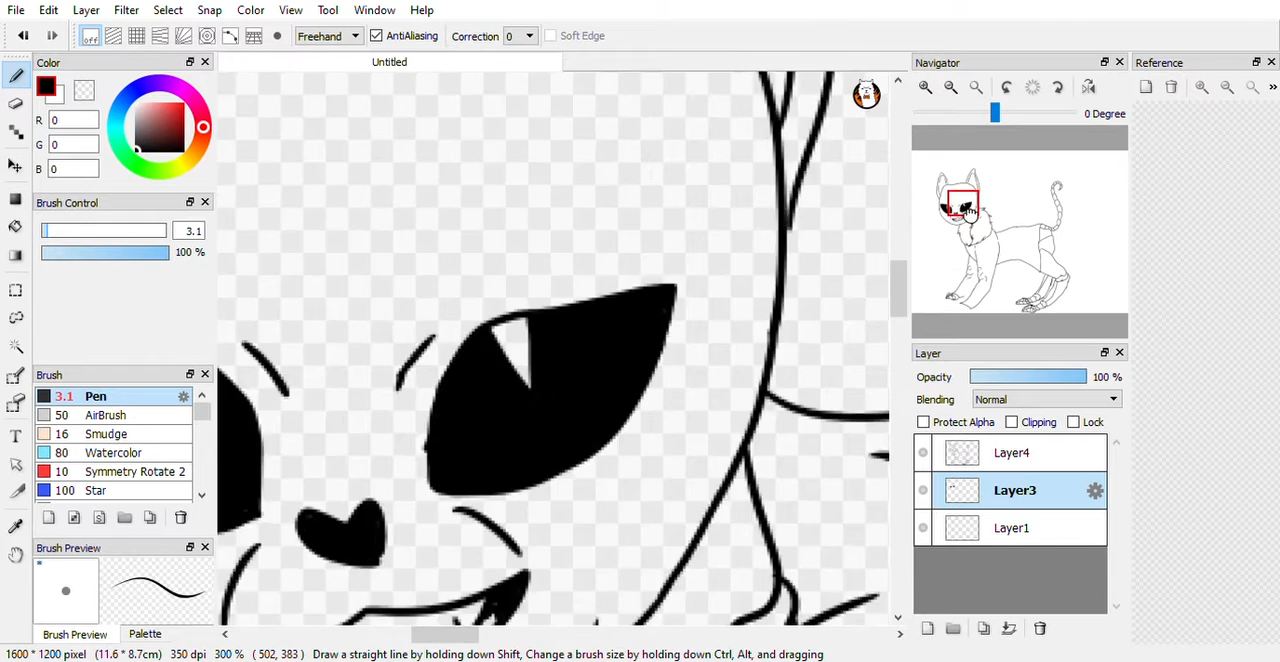 File Edit Layer Filter Select Snap Color View Tool Window Help
off Freehand AntiAliasing Correction 0 Soft Edge
Color
R 0
G 0
B 0
Brush Control
3.1
100 %
Brush
3.1 Pen
50 AirBrush
16 Smudge
80 Watercolor
10 Symmetry Rotate 2
100 Star
Brush Preview
*
Brush Preview Palette
Untitled
Navigator
0 Degree
Layer
Opacity 100 %
Blending Normal
Protect Alpha Clipping Lock
Layer4
Layer3
Layer1
Reference
»
1600 * 1200 pixel (11.6 * 8.7cm) 350 dpi 300 % ( 502, 383 ) Draw a straight line by holding down Shift, Change a brush size by holding down Ctrl, Alt, and dragging